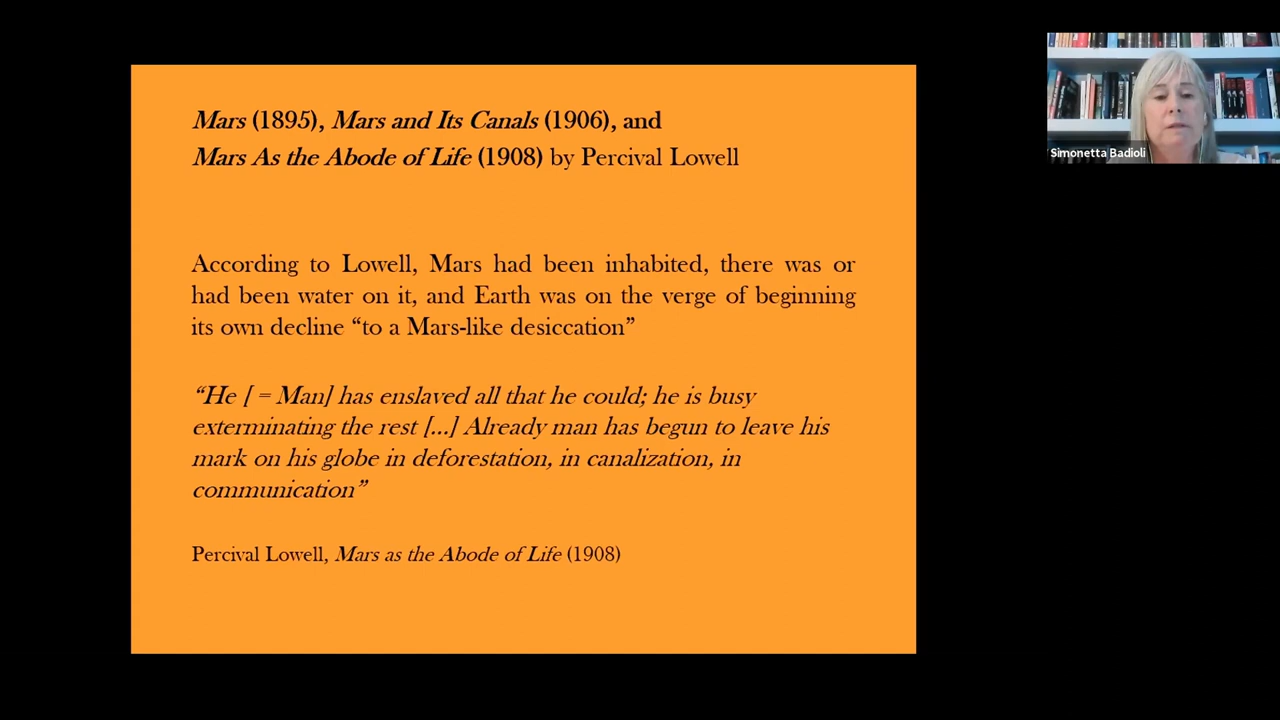 Mars (1895), Mars and Its Canals (1906), and
Mars As the Abode of Life (1908) by Percival Lowell
According to Lowell, Mars had been inhabited, there was or
had been water on it, and Earth was on the verge of beginning
its own decline “to a Mars-like desiccation”
“He [ = Man] has enslaved all that he could; he is busy
exterminating the rest [...] Already man has begun to leave his
mark on his globe in deforestation, in canalization, in
communication”
Percival Lowell, Mars as the Abode of Life (1908)
Simonetta Badioli